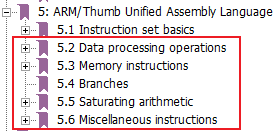 5: ARM/Thumb Unified Assembly Language
5.1 Instruction set basics
5.2 Data processing operations
5.3 Memory instructions
5.4 Branches
5.5 Saturating arithmetic
5.6 Miscellaneous instructions